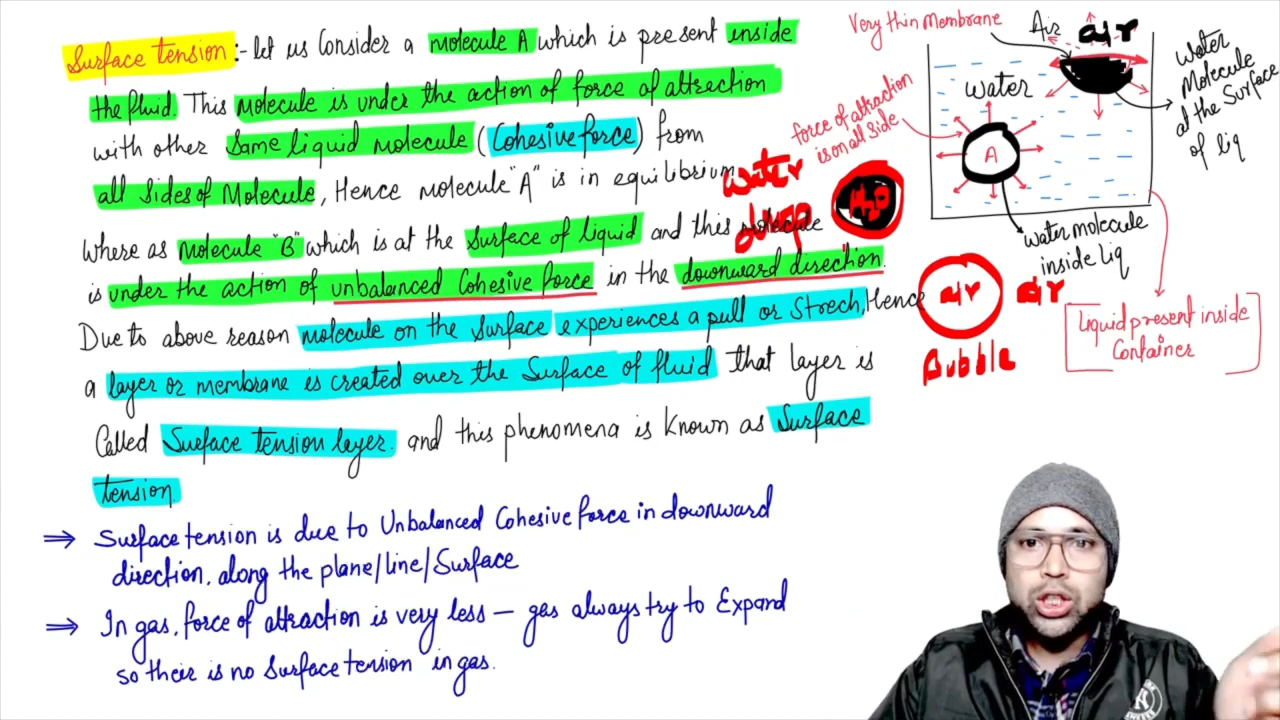 Surface tension :- let us Consider a molecule A which is present inside
the fluid. This molecule is under the action of force of attraction
with other Same liquid molecule (Cohesive force) from
all Sides of Molecule, Hence molecule "A" is in equilibrium
Where as molecule "B" which is at the Surface of liquid and this molecule
is under the action of unbalanced Cohesive force in the downward direction.
Due to above reason molecule on the Surface experiences a pull or Strech, Hence
a layer or membrane is created over the Surface of fluid that layer is
Called Surface tension layer. and this phenomena is known as Surface
tension
⇒ Surface tension is due to Unbalanced Cohesive force in downward
direction, along the plane/line/Surface
⇒ In gas, force of attraction is very less – gas always try to Expand
so their is no Surface tension in gas.
Very thin Membrane
Air
air
Water
Molecule
at the Surface
of liq
water
force of attraction
is on all Side
A
water molecule
inside Liq
Liquid present inside
Container
water
drop
H2O
air
air
Bubble